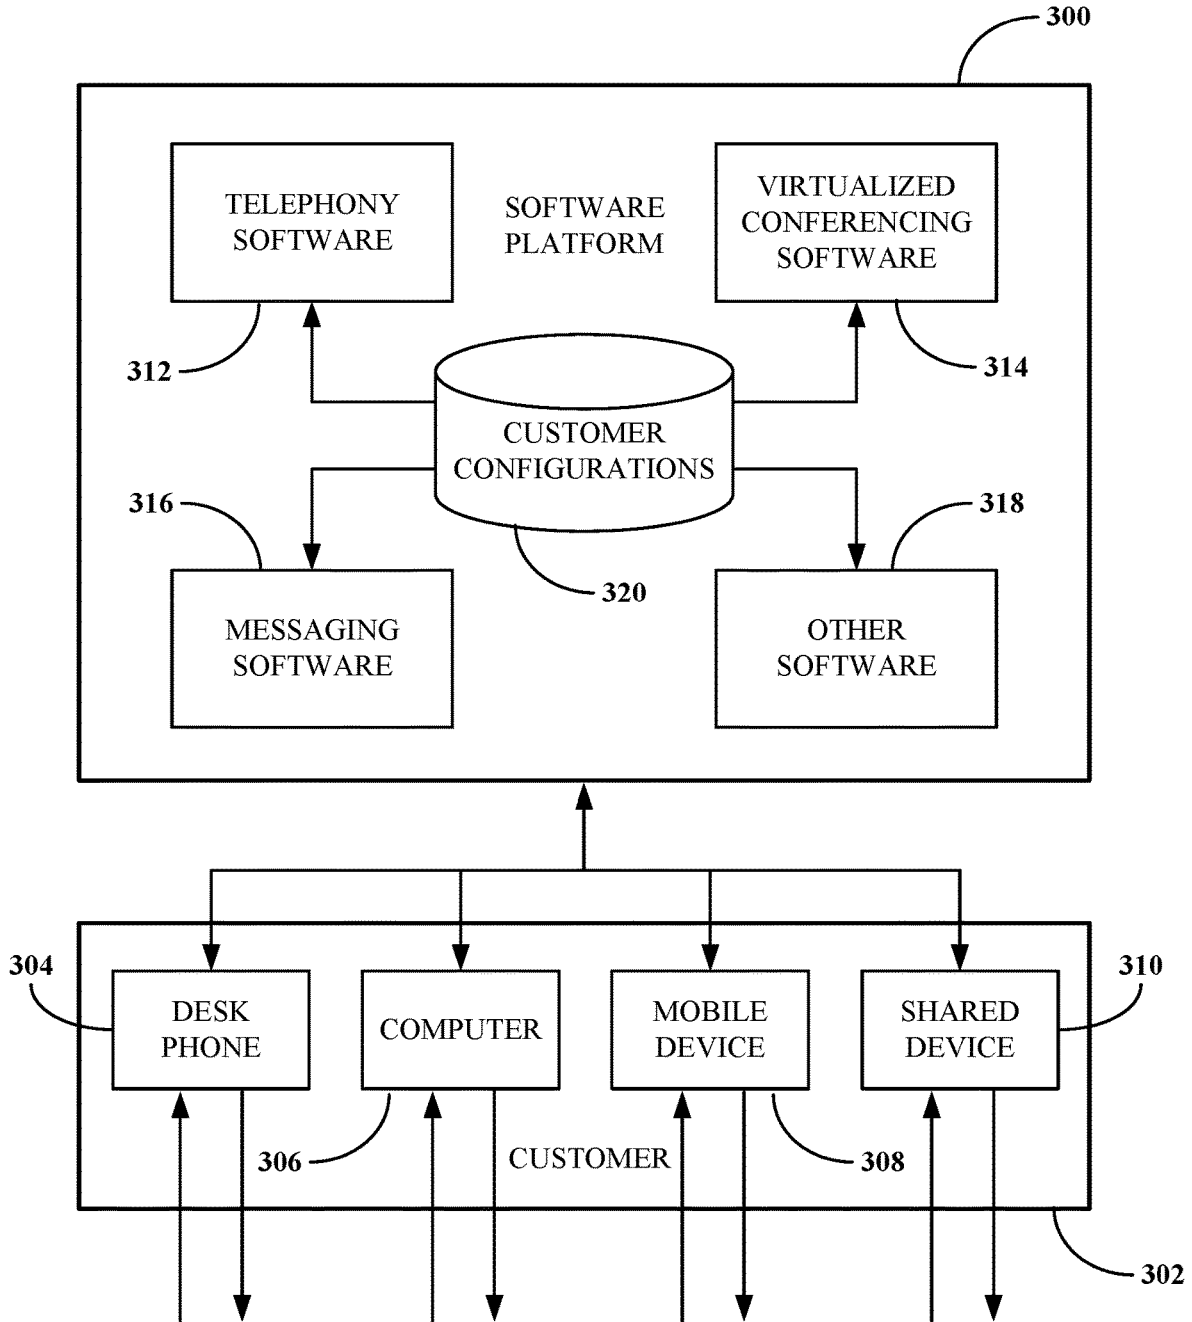 300
TELEPHONY
SOFTWARE
SOFTWARE
PLATFORM
VIRTUALIZED
CONFERENCING
SOFTWARE
312
314
CUSTOMER
CONFIGURATIONS
316
318
320
MESSAGING
SOFTWARE
OTHER
SOFTWARE
304
310
DESK
PHONE
COMPUTER
MOBILE
DEVICE
SHARED
DEVICE
306
CUSTOMER
308
302